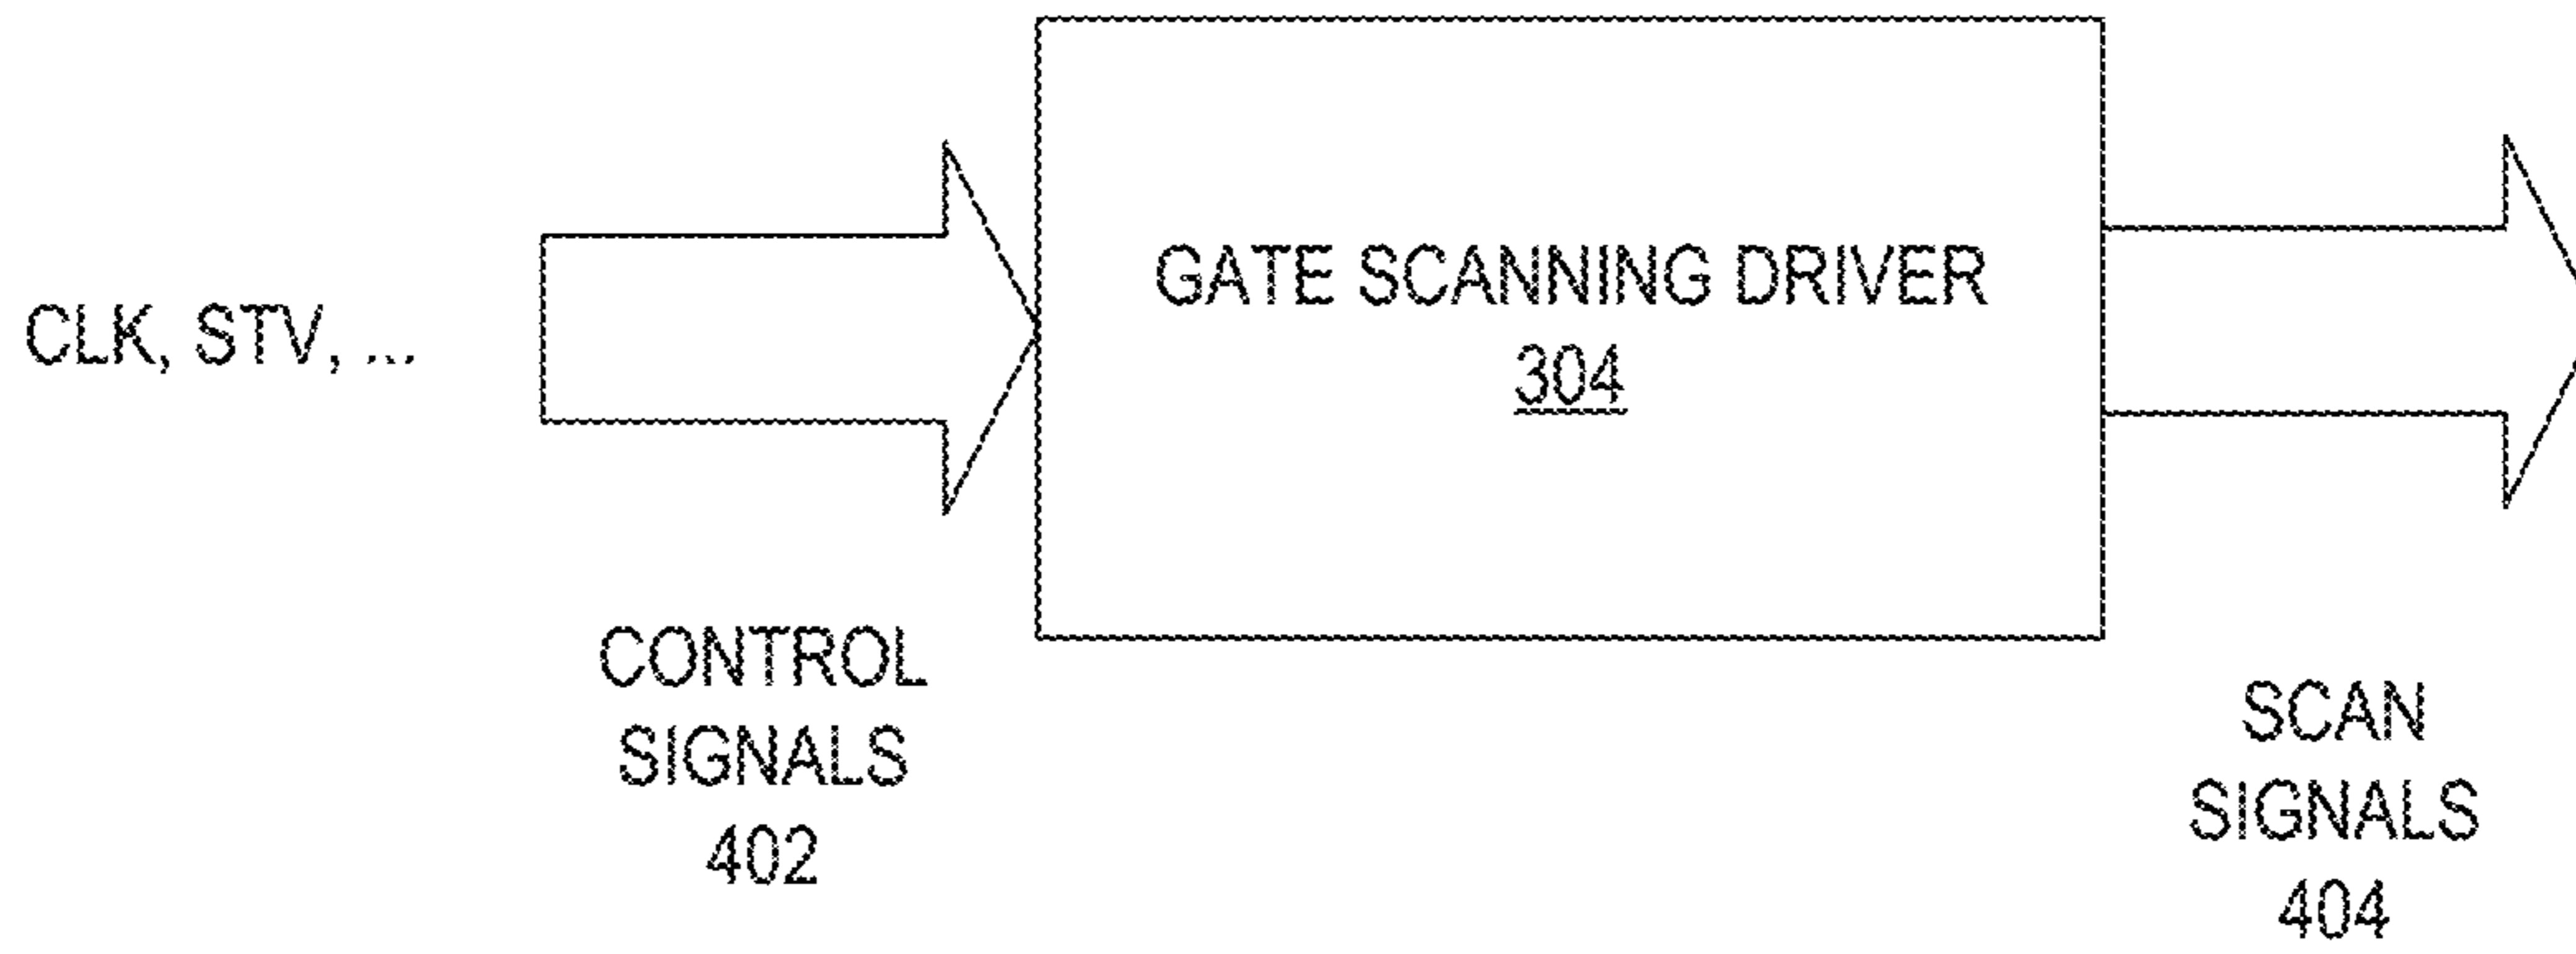 CLK, STV, ...
GATE SCANNING DRIVER
304
CONTROL
SIGNALS
402
SCAN
SIGNALS
404